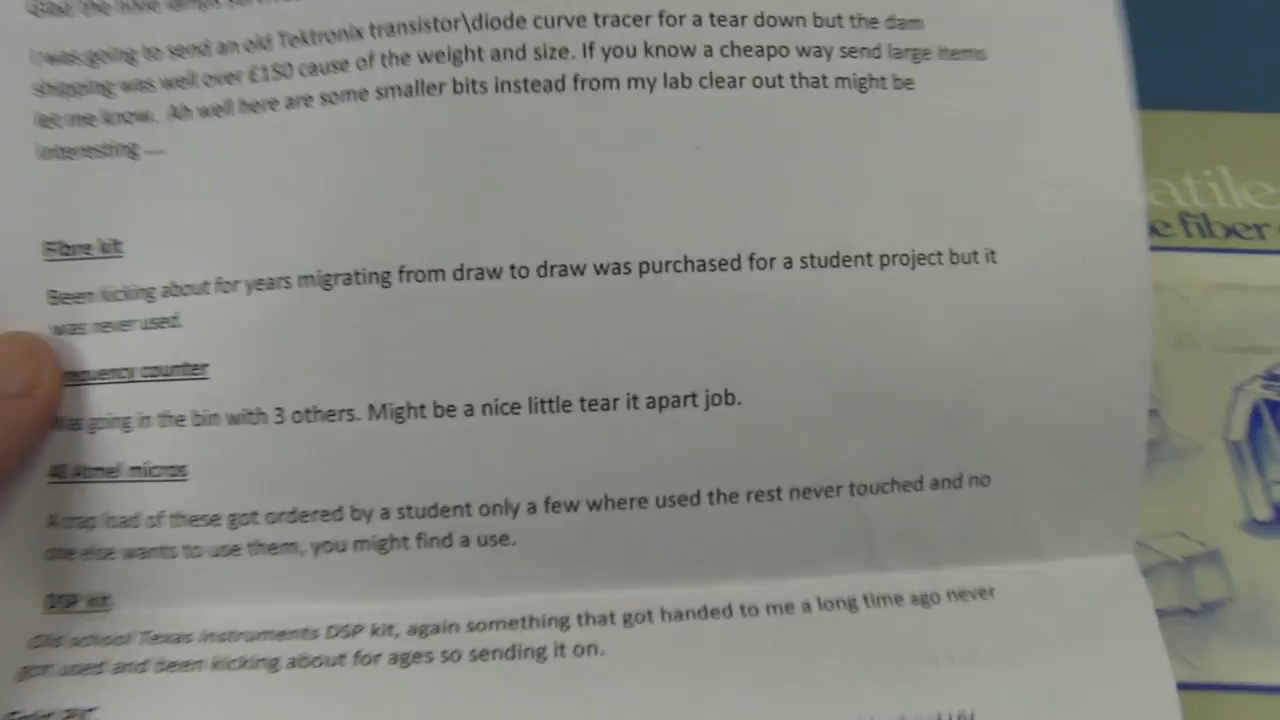 I was going to send an old Tektronix transistor\diode curve tracer for a tear down but the dam
shipping was well over £150 cause of the weight and size. If you know a cheapo way send large items
let me know. Ah well here are some smaller bits instead from my lab clear out that might be
interesting ....
Fibre kit
Been kicking about for years migrating from draw to draw was purchased for a student project but it
was never used.
requency counter
Was going in the bin with 3 others. Might be a nice little tear it apart job.
Atmel micros
A crap load of these got ordered by a student only a few where used the rest never touched and no
one else wants to use them, you might find a use.
DSP kit
Old school Texas Instruments DSP kit, again something that got handed to me a long time ago never
got used and been kicking about for ages so sending it on.
atile
e fiber